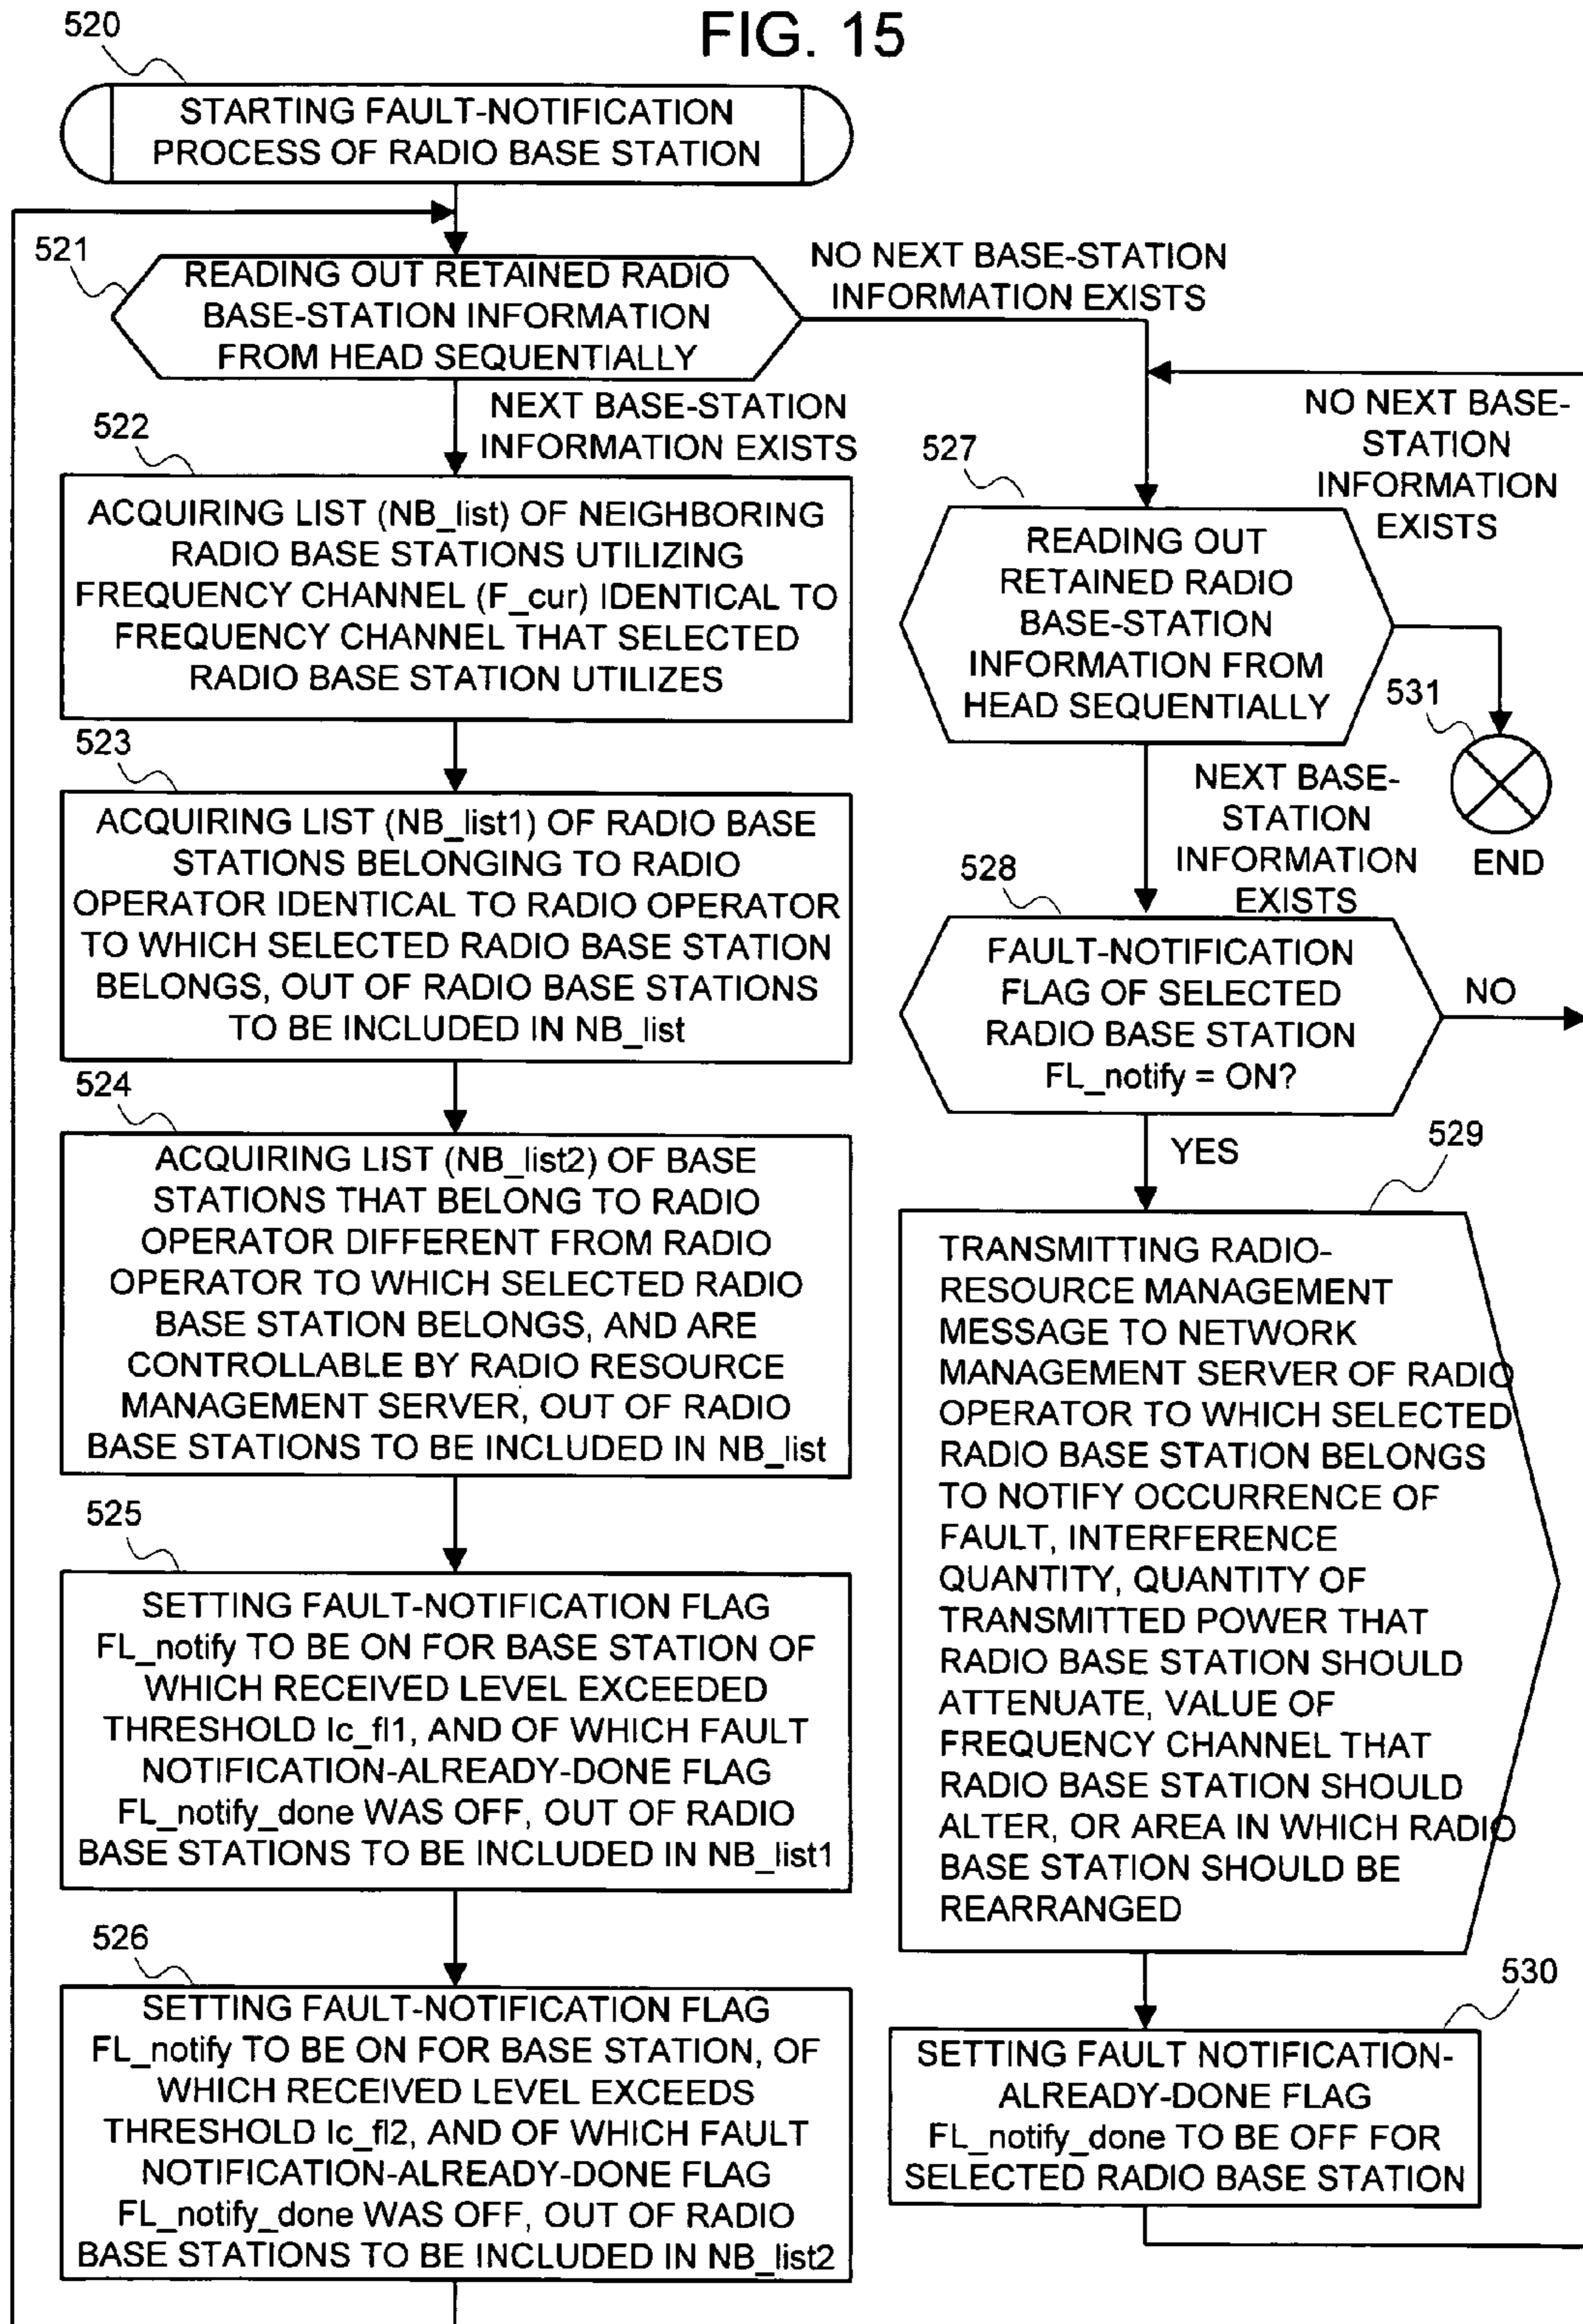 FIG. 15
520
STARTING FAULT-NOTIFICATION
PROCESS OF RADIO BASE STATION
521
READING OUT RETAINED RADIO
BASE-STATION INFORMATION
FROM HEAD SEQUENTIALLY
NO NEXT BASE-STATION
INFORMATION EXISTS
NEXT BASE-STATION
INFORMATION EXISTS
522
ACQUIRING LIST (NB_list) OF NEIGHBORING
RADIO BASE STATIONS UTILIZING
FREQUENCY CHANNEL (F_cur) IDENTICAL TO
FREQUENCY CHANNEL THAT SELECTED
RADIO BASE STATION UTILIZES
523
ACQUIRING LIST (NB_list1) OF RADIO BASE
STATIONS BELONGING TO RADIO
OPERATOR IDENTICAL TO RADIO OPERATOR
TO WHICH SELECTED RADIO BASE STATION
BELONGS, OUT OF RADIO BASE STATIONS
TO BE INCLUDED IN NB_list
524
ACQUIRING LIST (NB_list2) OF BASE
STATIONS THAT BELONG TO RADIO
OPERATOR DIFFERENT FROM RADIO
OPERATOR TO WHICH SELECTED RADIO
BASE STATION BELONGS, AND ARE
CONTROLLABLE BY RADIO RESOURCE
MANAGEMENT SERVER, OUT OF RADIO
BASE STATIONS TO BE INCLUDED IN NB_list
525
SETTING FAULT-NOTIFICATION FLAG
FL_notify TO BE ON FOR BASE STATION OF
WHICH RECEIVED LEVEL EXCEEDED
THRESHOLD Ic_fl1, AND OF WHICH FAULT
NOTIFICATION-ALREADY-DONE FLAG
FL_notify_done WAS OFF, OUT OF RADIO
BASE STATIONS TO BE INCLUDED IN NB_list1
526
SETTING FAULT-NOTIFICATION FLAG
FL_notify TO BE ON FOR BASE STATION, OF
WHICH RECEIVED LEVEL EXCEEDS
THRESHOLD Ic_fl2, AND OF WHICH FAULT
NOTIFICATION-ALREADY-DONE FLAG
FL_notify_done WAS OFF, OUT OF RADIO
BASE STATIONS TO BE INCLUDED IN NB_list2
527
READING OUT
RETAINED RADIO
BASE-STATION
INFORMATION FROM
HEAD SEQUENTIALLY
NO NEXT BASE-
STATION
INFORMATION
EXISTS
531
END
NEXT BASE-
STATION
INFORMATION
EXISTS
528
FAULT-NOTIFICATION
FLAG OF SELECTED
RADIO BASE STATION
FL_notify = ON?
NO
YES
529
TRANSMITTING RADIO-
RESOURCE MANAGEMENT
MESSAGE TO NETWORK
MANAGEMENT SERVER OF RADIO
OPERATOR TO WHICH SELECTED
RADIO BASE STATION BELONGS
TO NOTIFY OCCURRENCE OF
FAULT, INTERFERENCE
QUANTITY, QUANTITY OF
TRANSMITTED POWER THAT
RADIO BASE STATION SHOULD
ATTENUATE, VALUE OF
FREQUENCY CHANNEL THAT
RADIO BASE STATION SHOULD
ALTER, OR AREA IN WHICH RADIO
BASE STATION SHOULD BE
REARRANGED
530
SETTING FAULT NOTIFICATION-
ALREADY-DONE FLAG
FL_notify_done TO BE OFF FOR
SELECTED RADIO BASE STATION